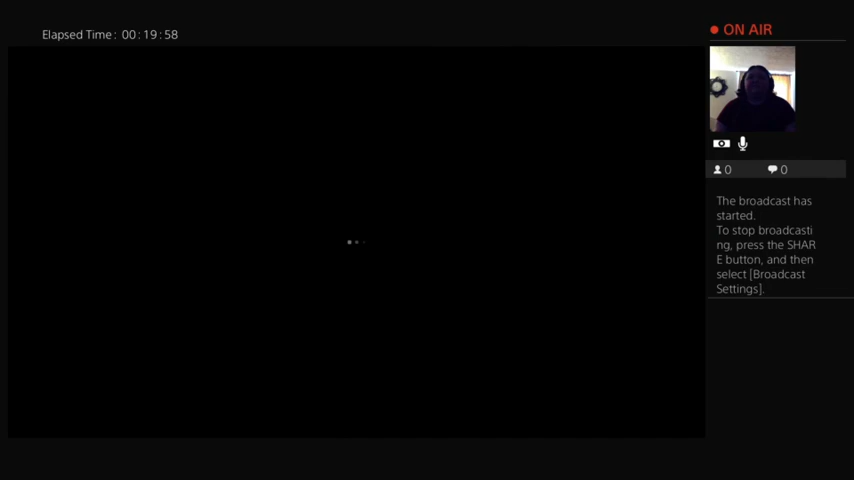 Elapsed Time: 00:19:58
ON AIR
0 0
The broadcast has
started.
To stop broadcasti
ng, press the SHAR
E button, and then
select [Broadcast
Settings].